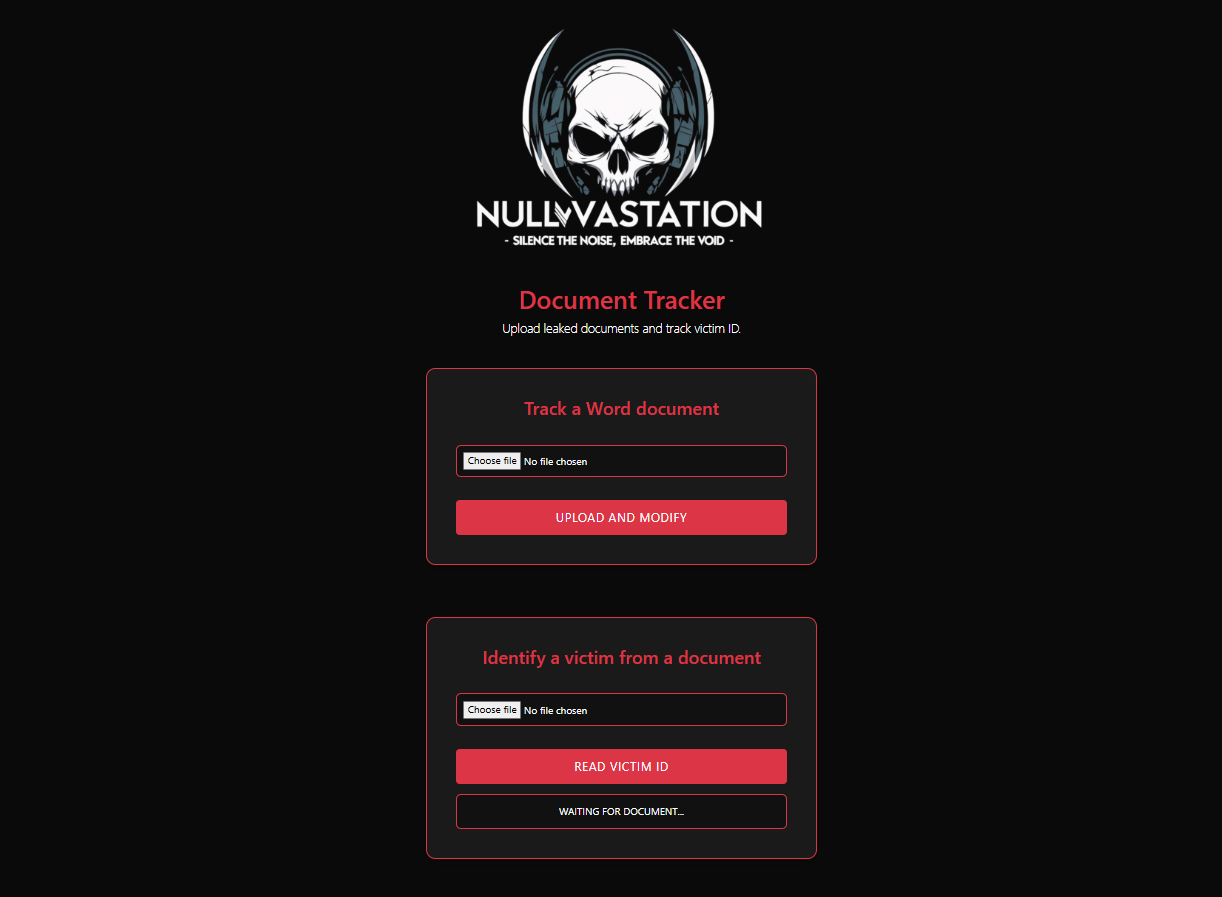 NULLVASTATION
- SILENCE THE NOISE, EMBRACE THE VOID -
Document Tracker
Upload leaked documents and track victim ID.
Track a Word document
Choose file No file chosen
UPLOAD AND MODIFY
Identify a victim from a document
Choose file No file chosen
READ VICTIM ID
WAITING FOR DOCUMENT...